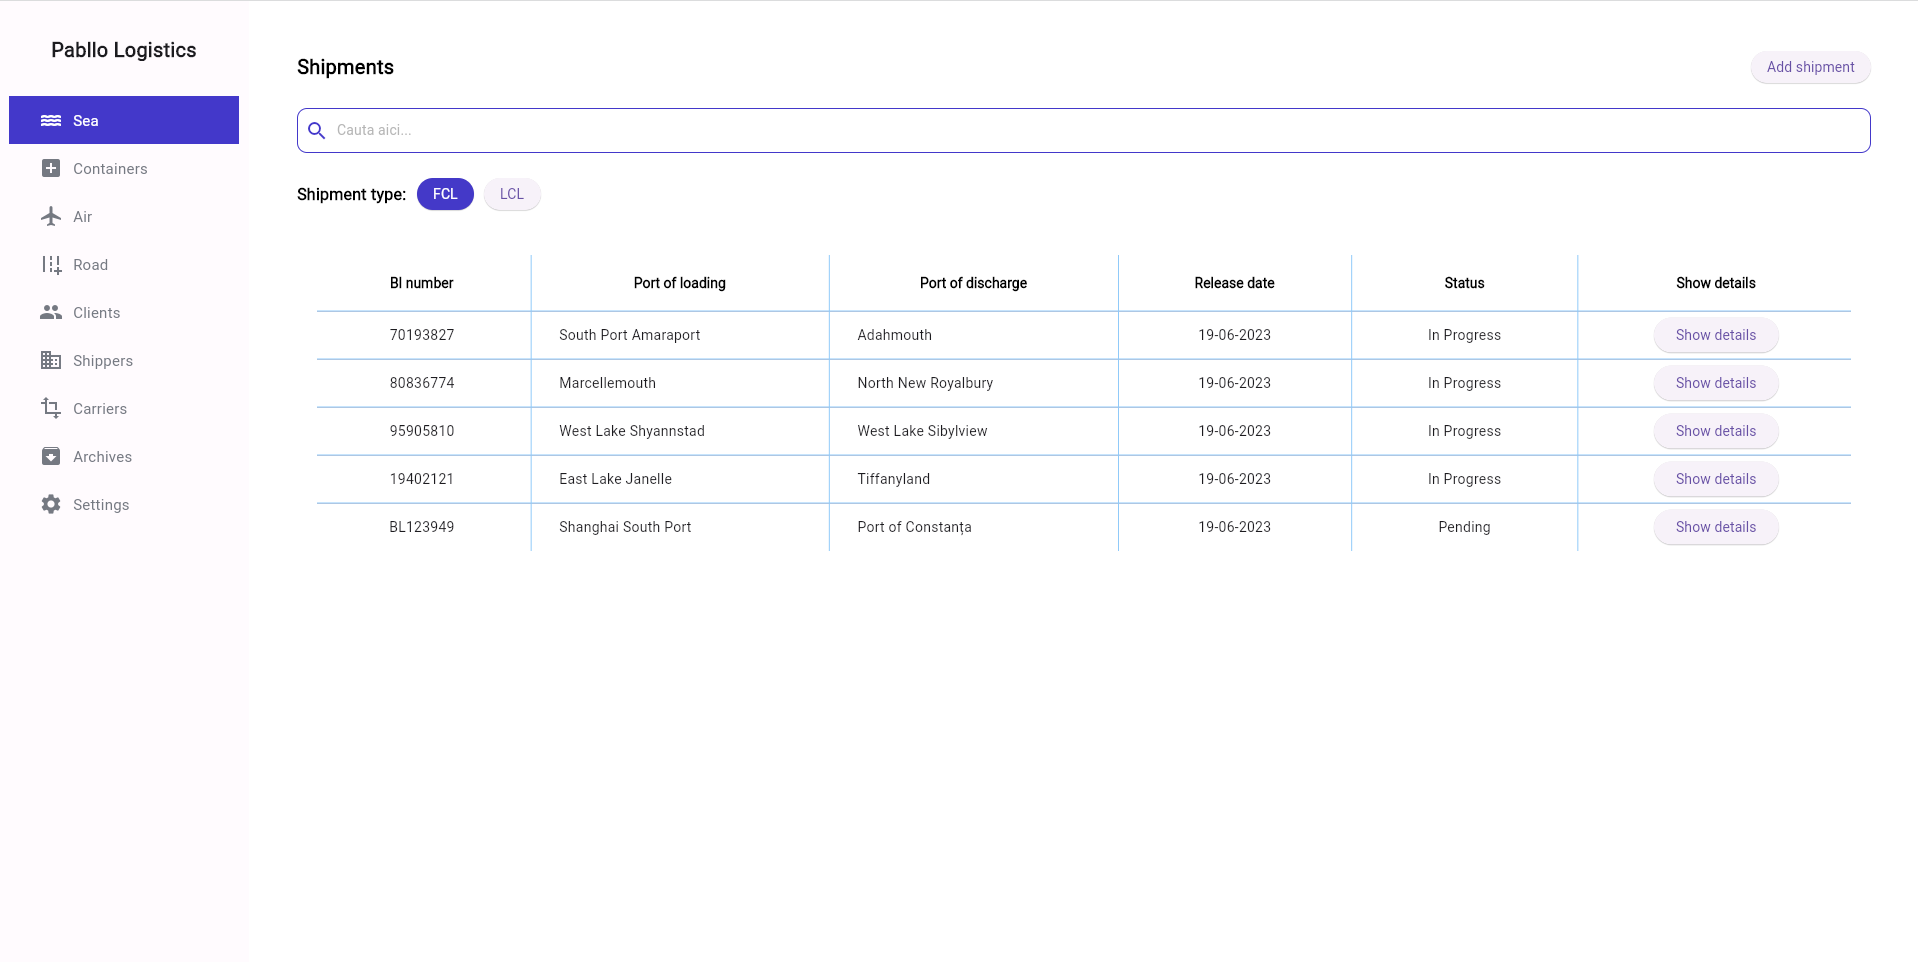 Pabllo Logistics
Sea
Containers
Air
Road
Clients
Shippers
Carriers
Archives
Settings
Shipments
Add shipment
Cauta aici...
Shipment type: FCL LCL
Bl number Port of loading Port of discharge Release date Status Show details
70193827 South Port Amaraport Adahmouth 19-06-2023 In Progress Show details
80836774 Marcellemouth North New Royalbury 19-06-2023 In Progress Show details
95905810 West Lake Shyannstad West Lake Sibylview 19-06-2023 In Progress Show details
19402121 East Lake Janelle Tiffanyland 19-06-2023 In Progress Show details
BL123949 Shanghai South Port Port of Constanța 19-06-2023 Pending Show details